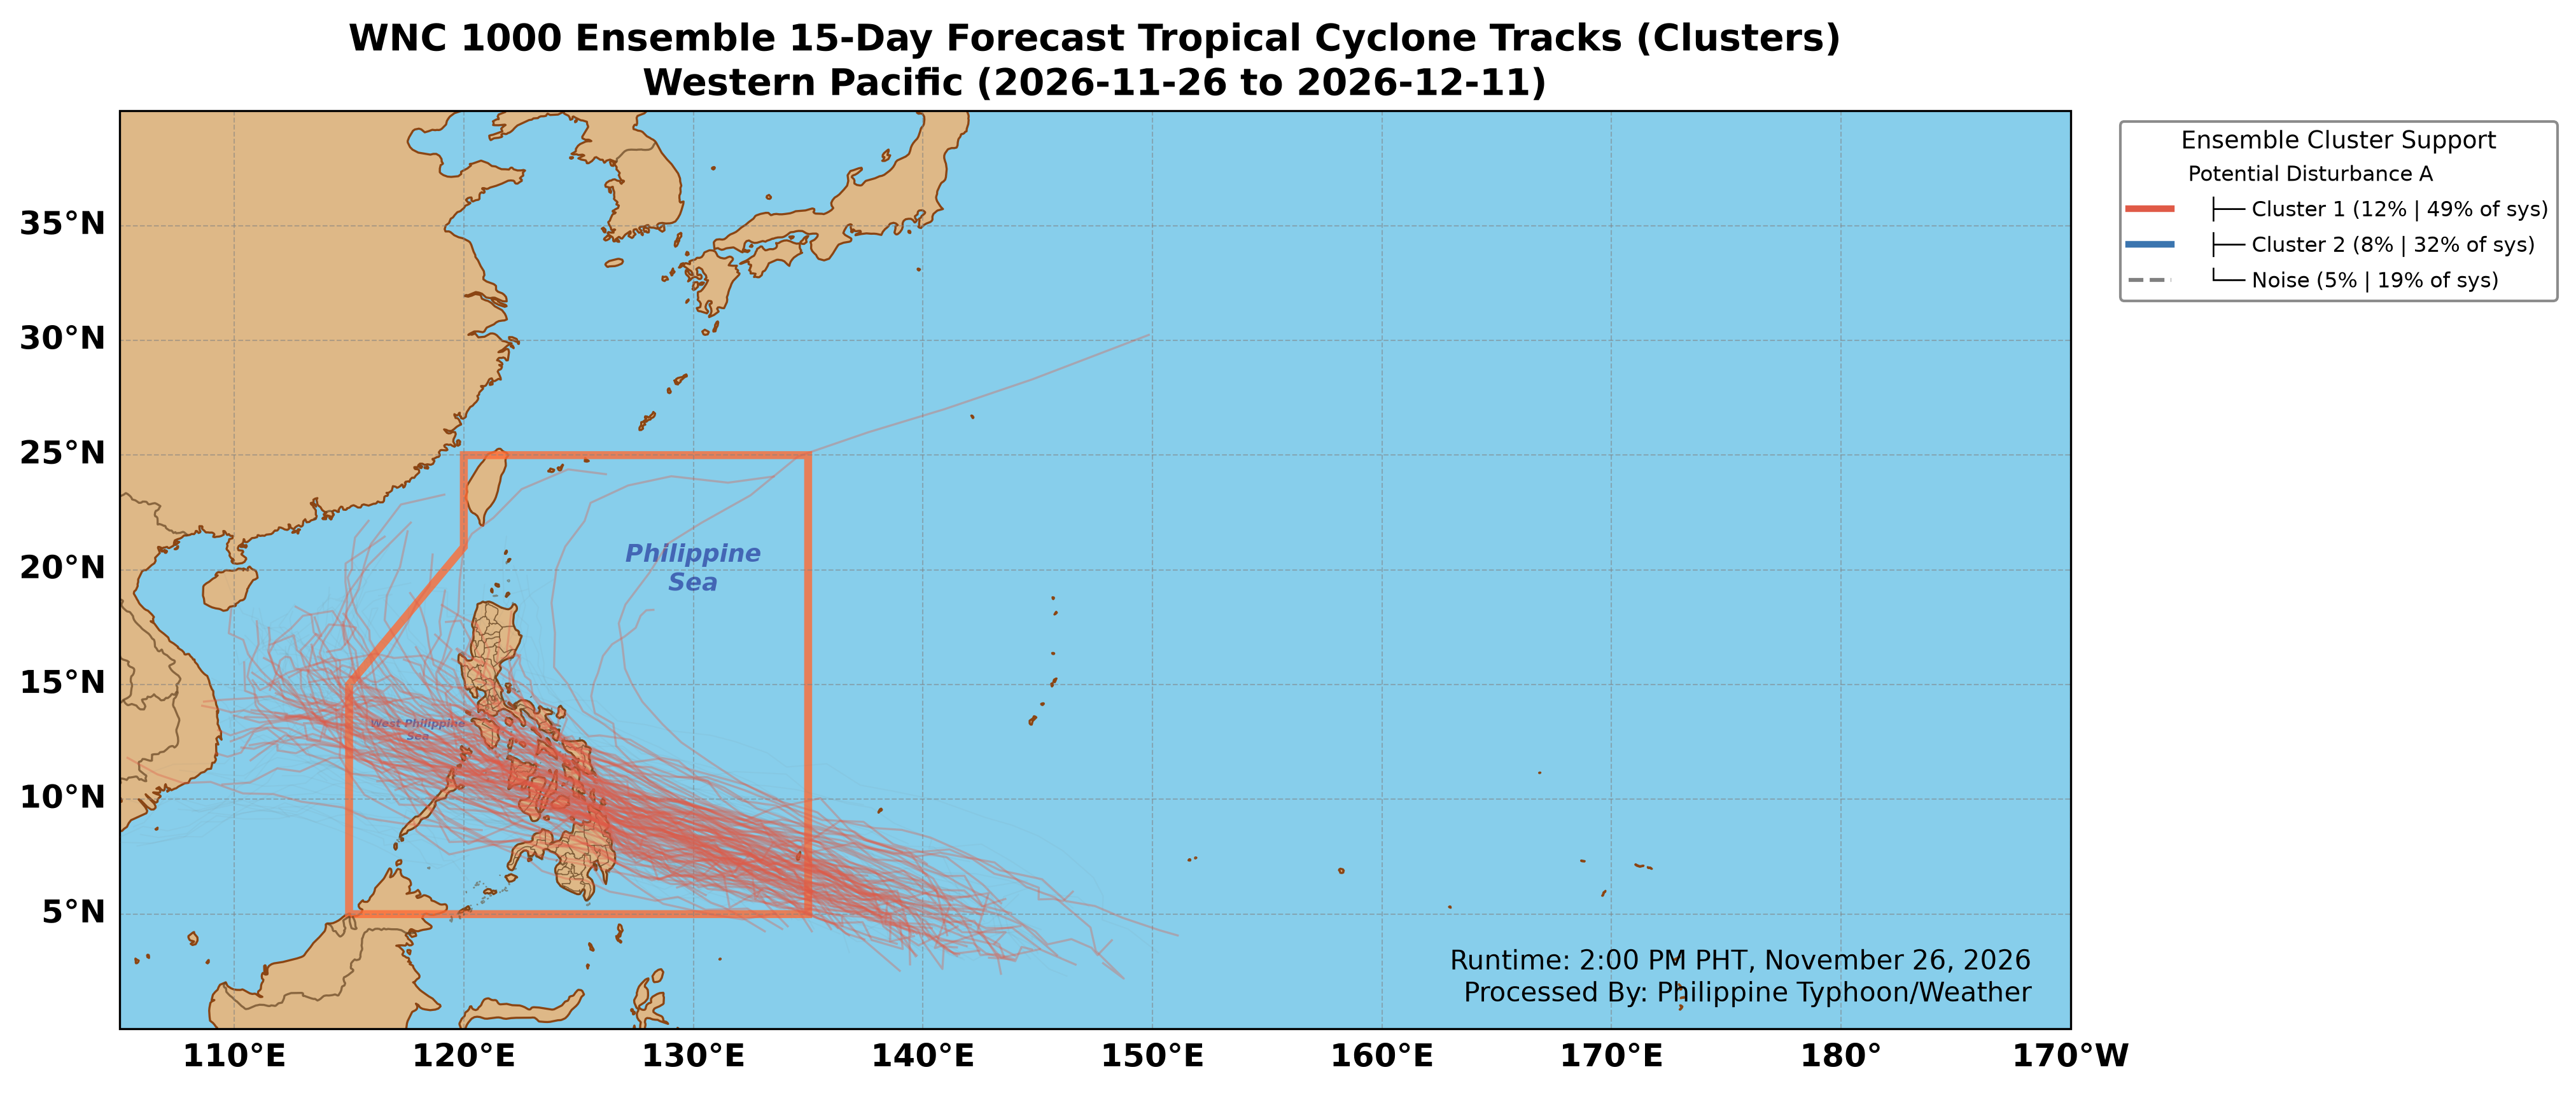 WNC 1000 Ensemble 15-Day Forecast Tropical Cyclone Tracks (Clusters)
Western Pacific (2026-11-26 to 2026-12-11)
Ensemble Cluster Support
Potential Disturbance A
├── Cluster 1 (12% | 49% of sys)
├── Cluster 2 (8% | 32% of sys)
└── Noise (5% | 19% of sys)
35°N
30°N
25°N
20°N
15°N
10°N
5°N
Philippine
Sea
West Philippine
Sea
Runtime: 2:00 PM PHT, November 26, 2026
Processed By: Philippine Typhoon/Weather
110°E
120°E
130°E
140°E
150°E
160°E
170°E
180°
170°W